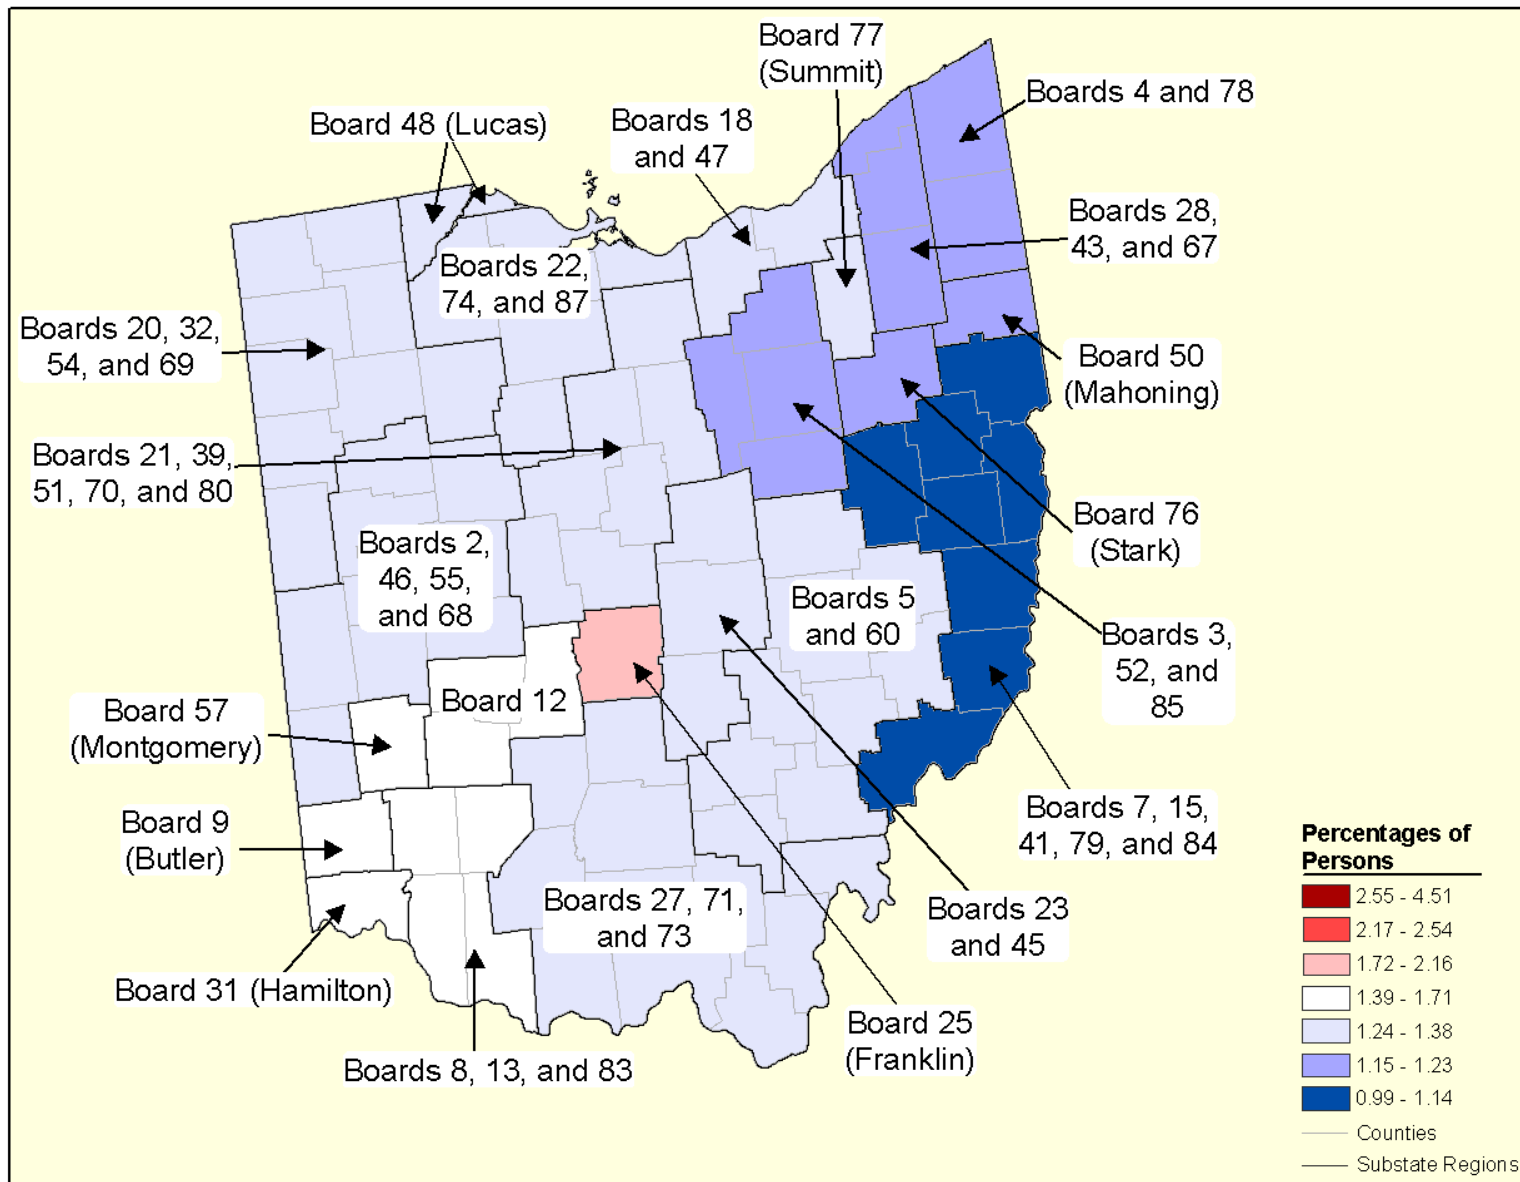 Board 77
(Summit)
Boards 4 and 78
Board 48 (Lucas)
Boards 18
and 47
Boards 28,
43, and 67
Boards 22,
74, and 87
Boards 20, 32,
54, and 69
Board 50
(Mahoning)
Boards 21, 39,
51, 70, and 80
Board 76
(Stark)
Boards 2,
46, 55,
and 68
Boards 5
and 60
Boards 3,
52, and
85
Board 12
Board 57
(Montgomery)
Boards 7, 15,
41, 79, and 84
Board 9
(Butler)
Boards 27, 71,
and 73
Boards 23
and 45
Board 31 (Hamilton)
Board 25
(Franklin)
Boards 8, 13, and 83
Percentages of
Persons
2.55 - 4.51
2.17 - 2.54
1.72 - 2.16
1.39 - 1.71
1.24 - 1.38
1.15 - 1.23
0.99 - 1.14
Counties
Substate Regions